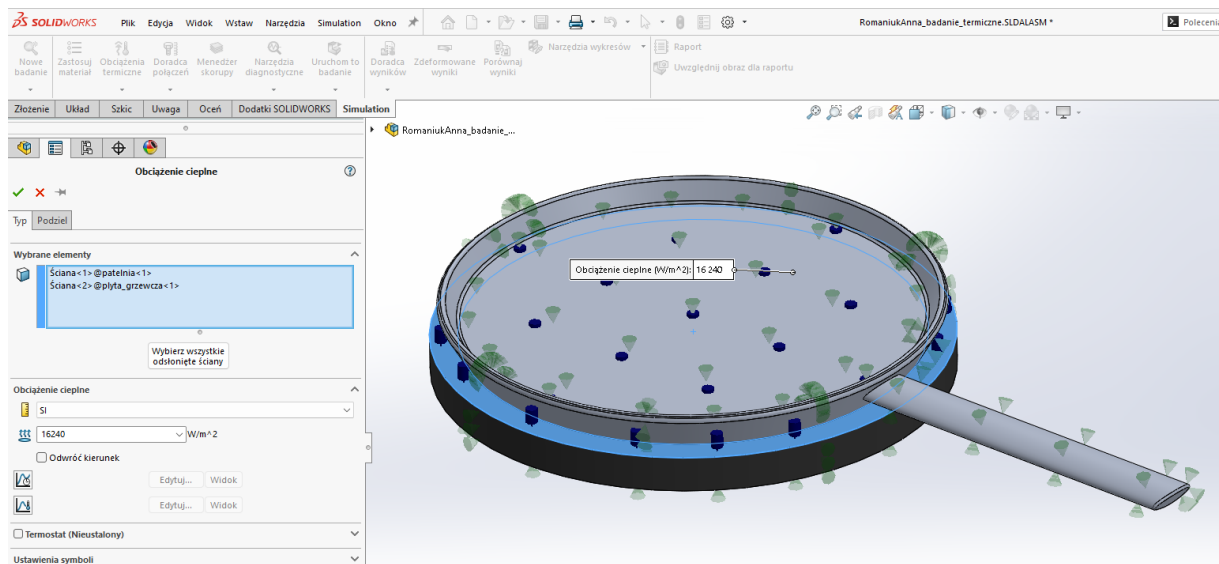 SOLIDWORKS Plik Edycja Widok Wstaw Narzędzia Simulation Okno RomaniukAnna_badanie_termiczne.SLDALASM * Polecenia
Nowe badanie
Zastosuj materiał
Obciążenia termiczne
Doradca połączeń
Menedżer skorupy
Narzędzia diagnostyczne
Uruchom to badanie
Doradca wyników
Zdeformowane wyniki
Porównaj wyniki
Narzędzia wykresów
Raport
Uwzględnij obraz dla raportu
Złożenie Układ Szkic Uwaga Oceń Dodatki SOLIDWORKS Simulation
RomaniukAnna_badanie_...
Obciążenie cieplne
Typ Podziel
Wybrane elementy
Ściana<1>@patelnia<1>
Ściana<2>@plyta_grzewcza<1>
Wybierz wszystkie
odsłonięte ściany
Obciążenie cieplne
SI
16240 W/m^2
Odwróć kierunek
Edytuj... Widok
Edytuj... Widok
Termostat (Nieustalony)
Ustawienia symboli
Obciążenie cieplne (W/m^2): 16 240